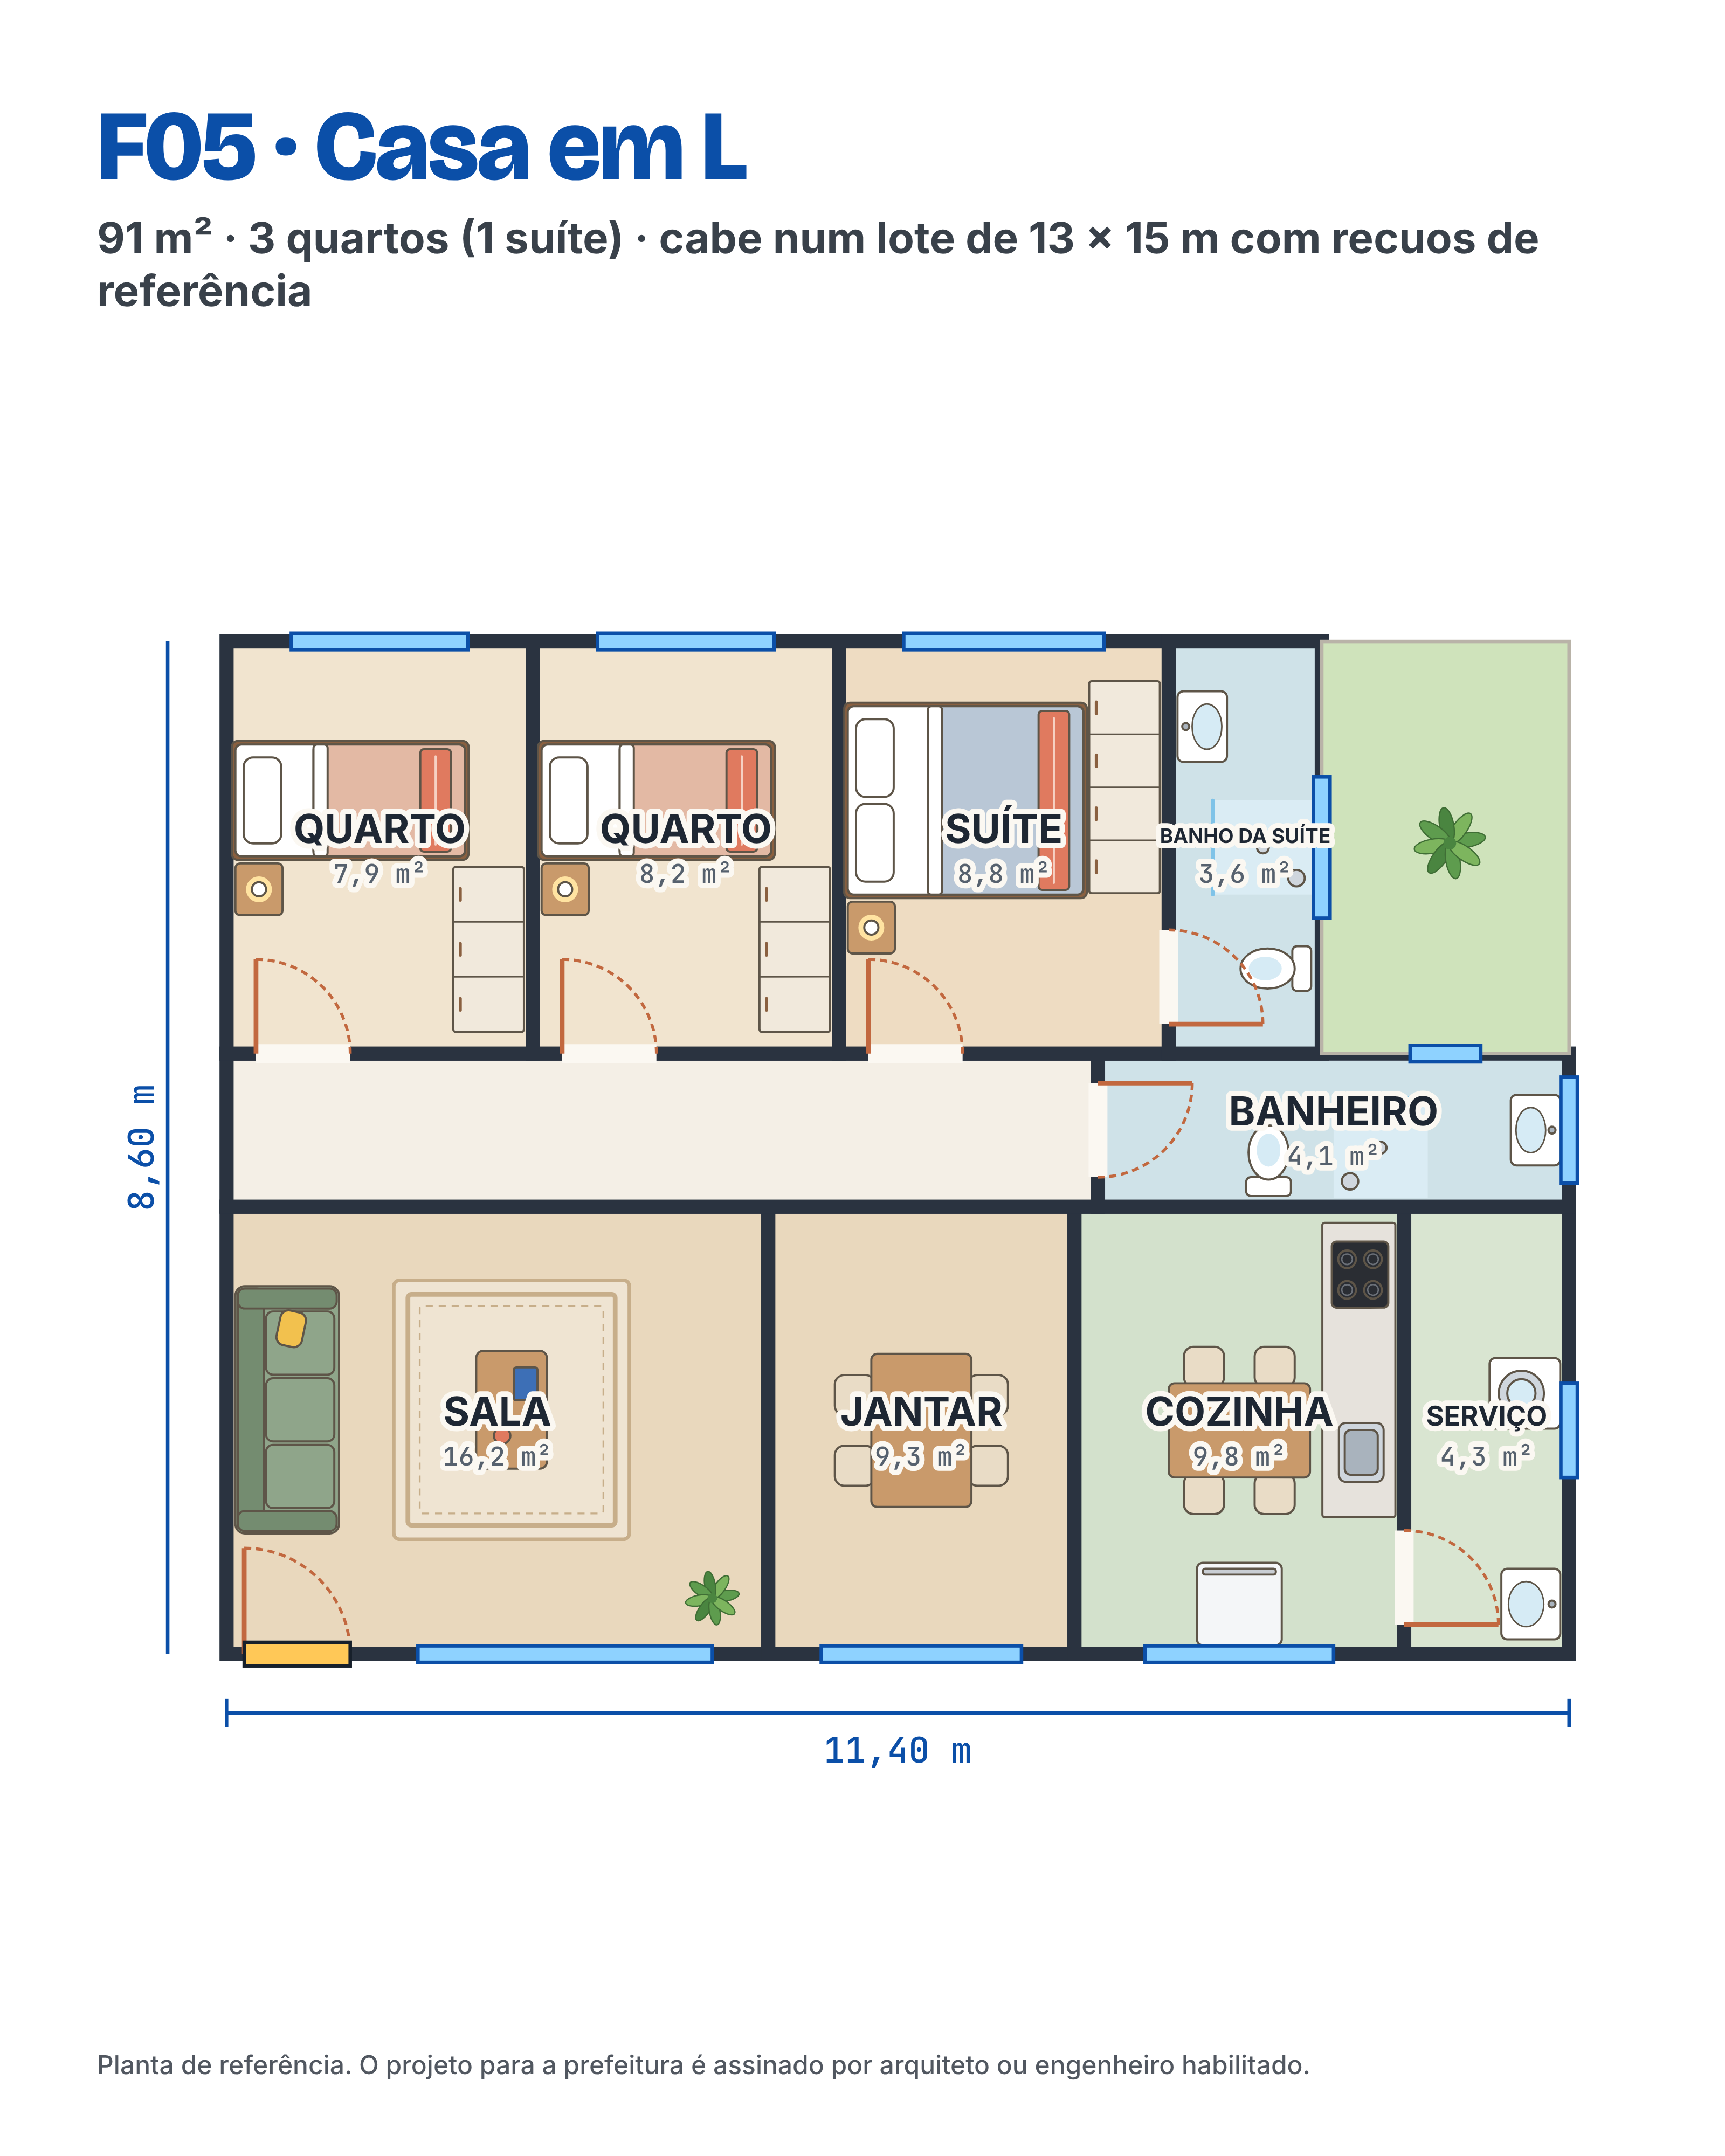 F05 · Casa em L
91 m² · 3 quartos (1 suíte) · cabe num lote de 13 × 15 m com recuos de
referência
QUARTO
7,9 m²
QUARTO
8,2 m²
SUÍTE
8,8 m²
BANHO DA SUÍTE
3,6 m²
BANHEIRO
4,1 m²
8,60 m
SALA
16,2 m²
JANTAR
9,3 m²
COZINHA
9,8 m²
SERVIÇO
4,3 m²
11,40 m
Planta de referência. O projeto para a prefeitura é assinado por arquiteto ou engenheiro habilitado.